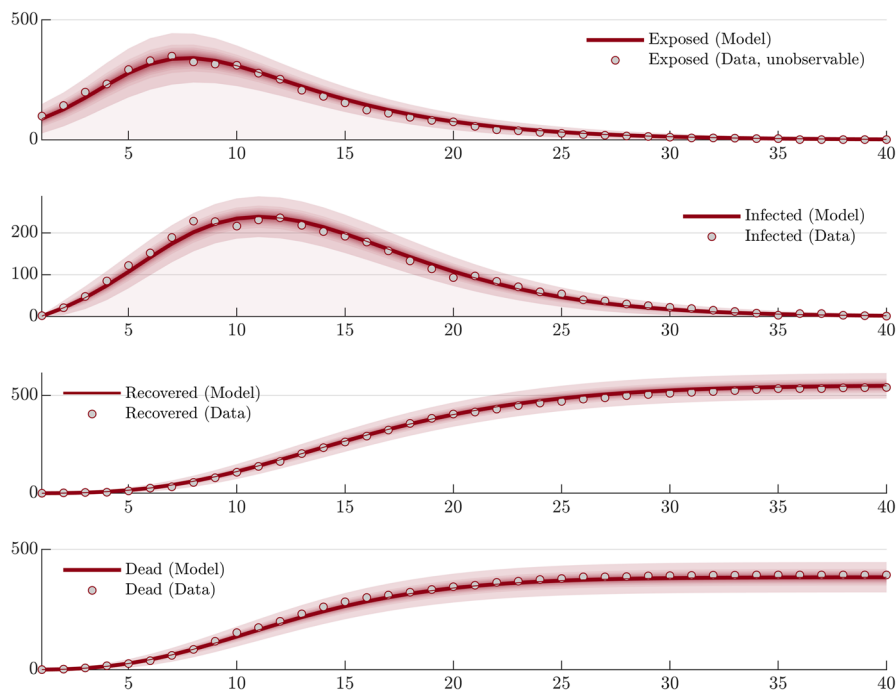 500
Exposed (Model)
Exposed (Data, unobservable)
0
5 10 15 20 25 30 35 40
Infected (Model)
200
Infected (Data)
100
0
5 10 15 20 25 30 35 40
500
Recovered (Model)
Recovered (Data)
0
5 10 15 20 25 30 35 40
500
Dead (Model)
Dead (Data)
0
5 10 15 20 25 30 35 40